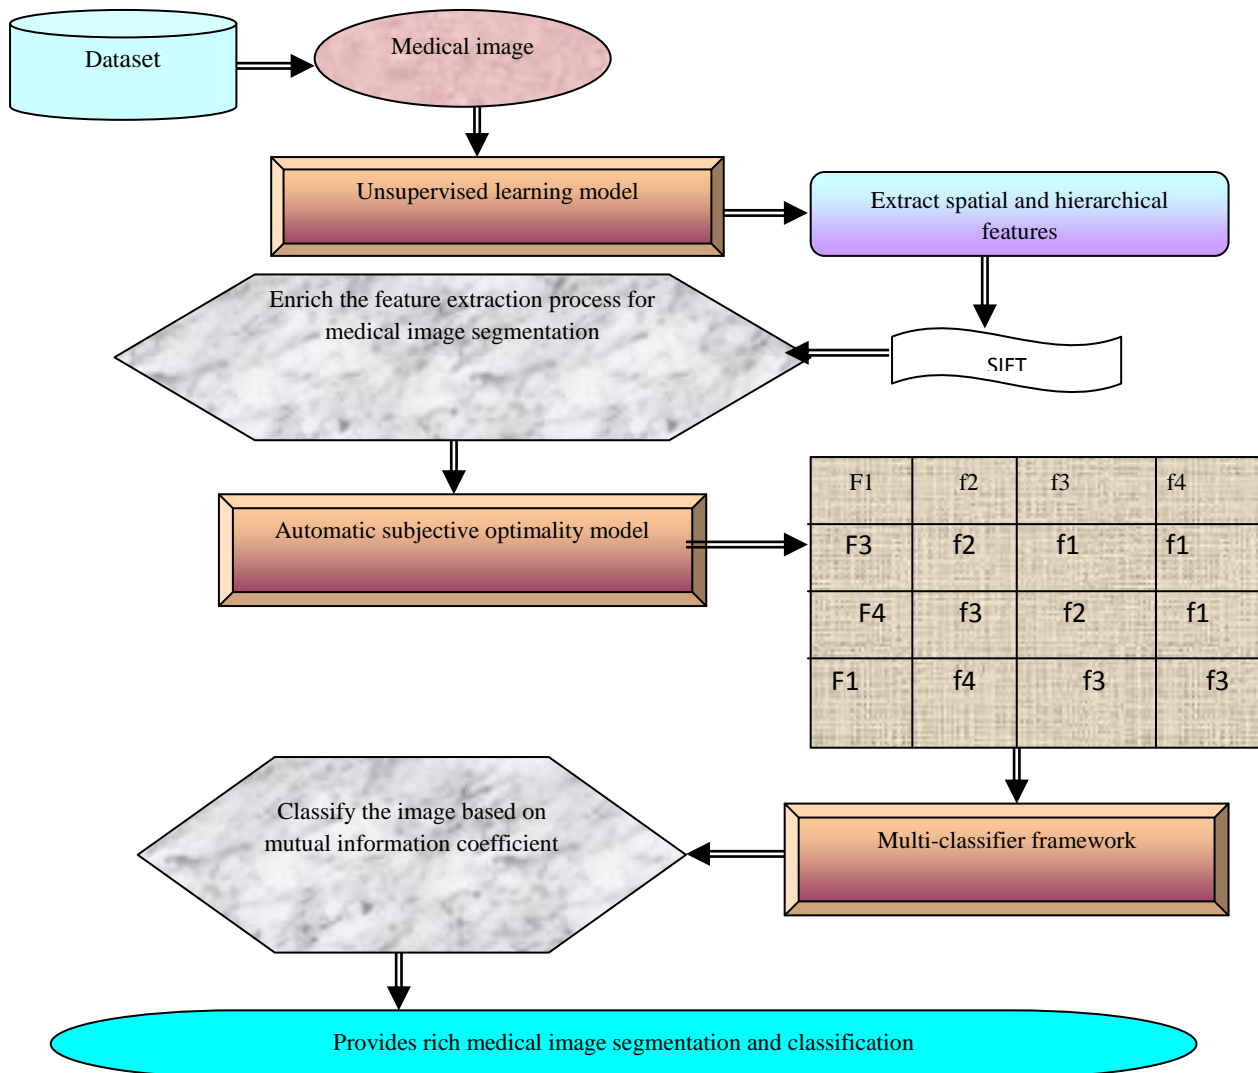 Dataset
Medical image
Unsupervised learning model
Extract spatial and hierarchical
features
Enrich the feature extraction process for
medical image segmentation
SIFT
Automatic subjective optimality model
F1 f2 f3 f4
F3 f2 f1 f1
F4 f3 f2 f1
F1 f4 f3 f3
Classify the image based on
mutual information coefficient
Multi-classifier framework
Provides rich medical image segmentation and classification